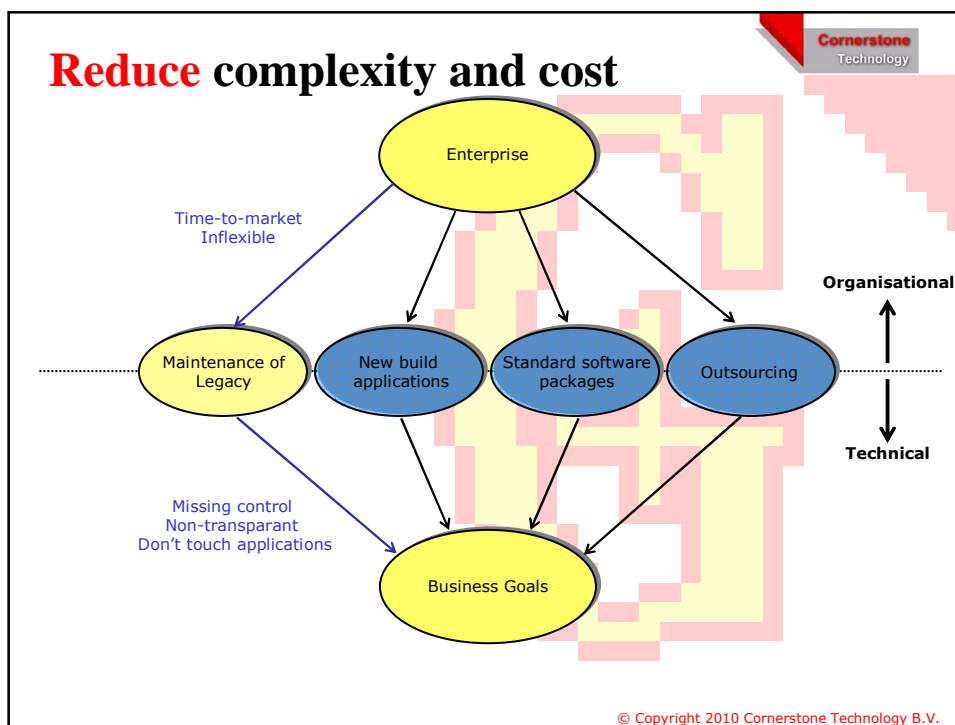 Cornerstone
Technology
Reduce complexity and cost
Enterprise
Time-to-market
Inflexible
Organisational
Maintenance of
Legacy
New build
applications
Standard software
packages
Outsourcing
Technical
Missing control
Non-transparant
Don't touch applications
Business Goals
© Copyright 2010 Cornerstone Technology B.V.